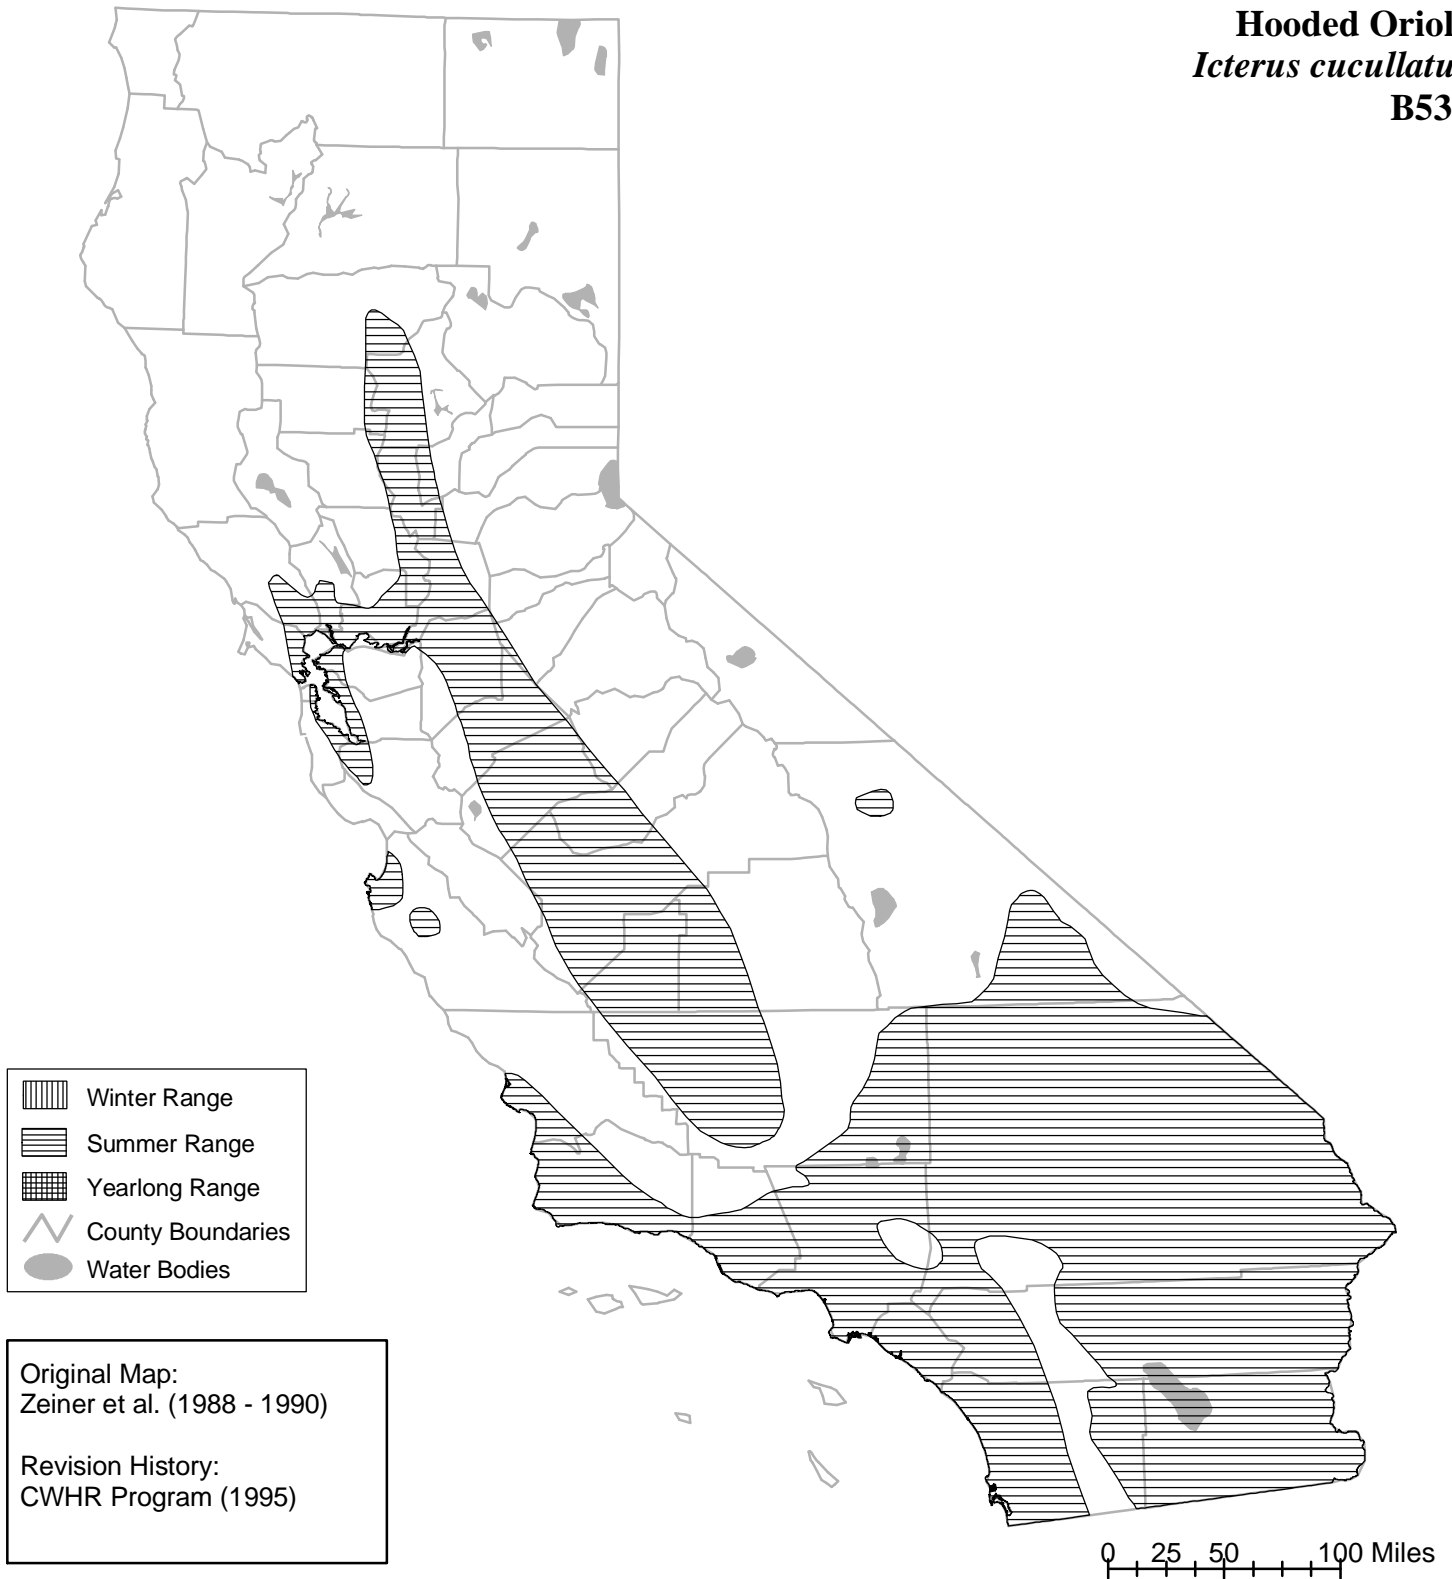 Hooded Oriol
Icterus cucullatu
B53
Winter Range
Summer Range
Yearlong Range
County Boundaries
Water Bodies
Original Map:
Zeiner et al. (1988 - 1990)
Revision History:
CWHR Program (1995)
0 25 50 100 Miles